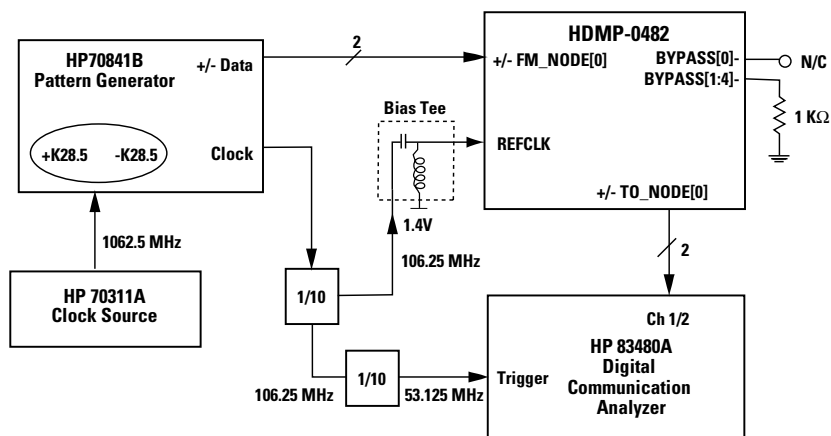 HP70841B
Pattern Generator
+/- Data
+K28.5
-K28.5
Clock
1062.5 MHz
HP 70311A
Clock Source
2
Bias Tee
1.4V
106.25 MHz
1/10
106.25 MHz
1/10
53.125 MHz
HDMP-0482
+/- FM_NODE[0]
BYPASS[0]-
BYPASS[1:4]-
N/C
1 KΩ
REFCLK
+/- TO_NODE[0]
2
Ch 1/2
HP 83480A
Digital
Communication
Analyzer
Trigger